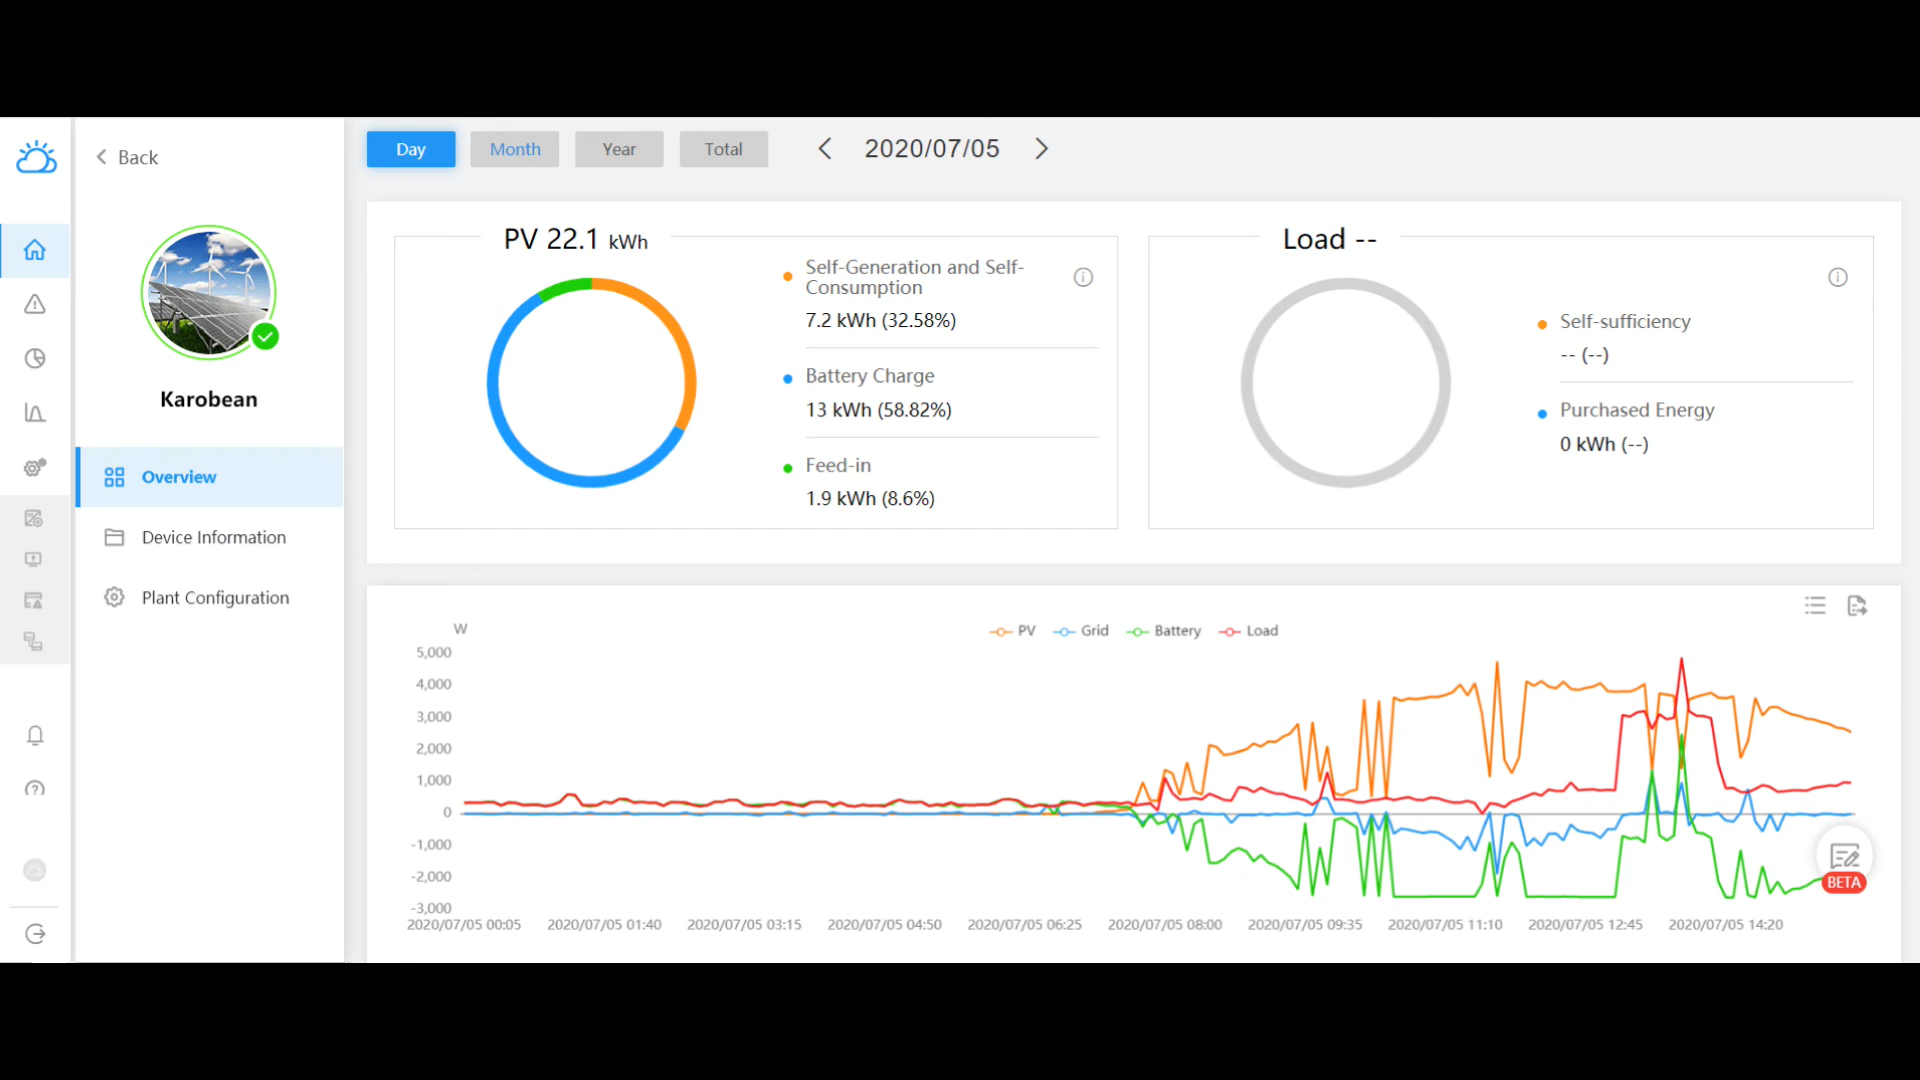 Back
Karobean
Overview
Device Information
Plant Configuration
Day
Month
Year
Total
2020/07/05
PV 22.1 kWh
Self-Generation and Self-
Consumption
7.2 kWh (32.58%)
Battery Charge
13 kWh (58.82%)
Feed-in
1.9 kWh (8.6%)
Load --
Self-sufficiency
-- (--)
Purchased Energy
0 kWh (--)
W
PV
Grid
Battery
Load
5,000
4,000
3,000
2,000
1,000
0
-1,000
-2,000
-3,000
2020/07/05 00:05
2020/07/05 01:40
2020/07/05 03:15
2020/07/05 04:50
2020/07/05 06:25
2020/07/05 08:00
2020/07/05 09:35
2020/07/05 11:10
2020/07/05 12:45
2020/07/05 14:20
BETA